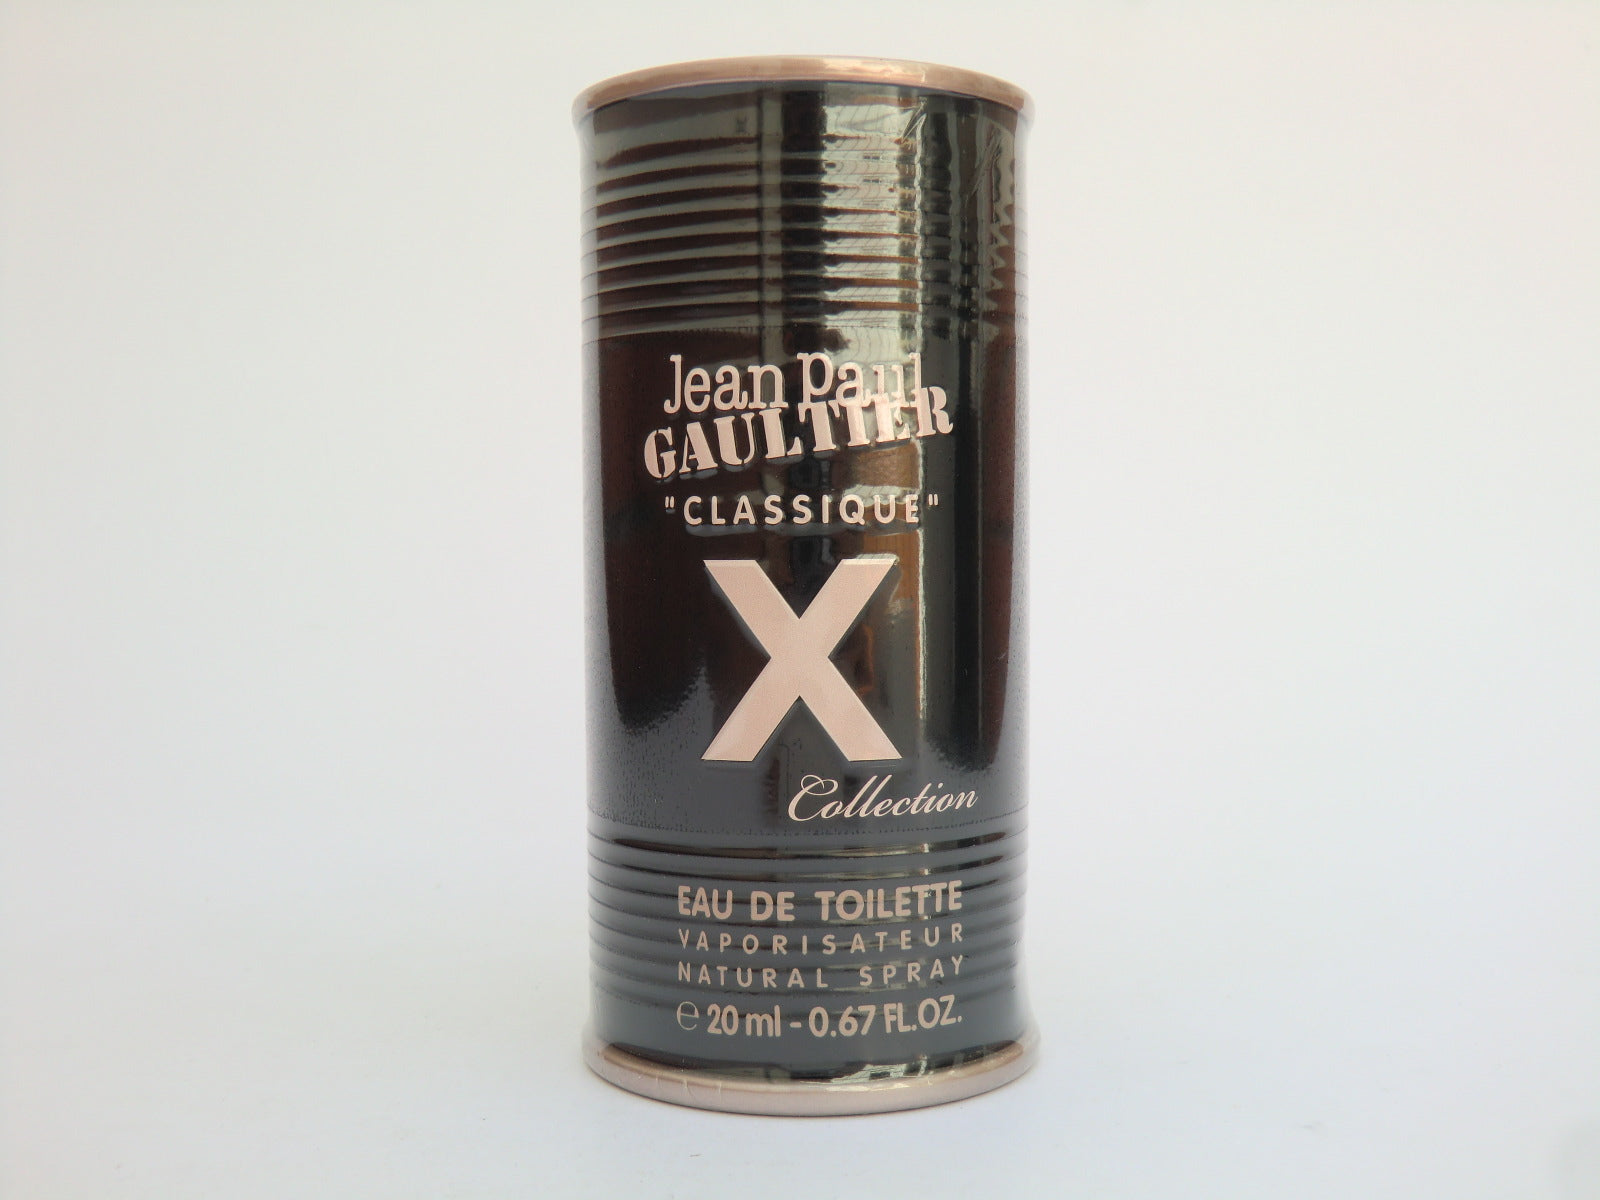 Jean Paul
GAULTIER
"CLASSIQUE"
X
Collection
EAU DE TOILETTE
VAPORISATEUR
NATURAL SPRAY
℮ 20 ml - 0.67 FL.OZ.